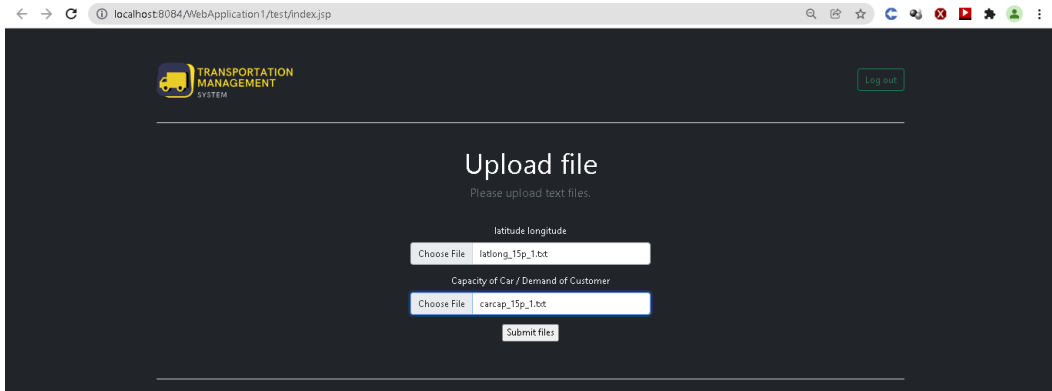 localhost:8084/WebApplication1/test/index.jsp
TRANSPORTATION
MANAGEMENT
SYSTEM
Log out
Upload file
Please upload text files.
latitude longitude
Choose File latlong_15p_1.txt
Capacity of Car / Demand of Customer
Choose File carcap_15p_1.txt
Submit files